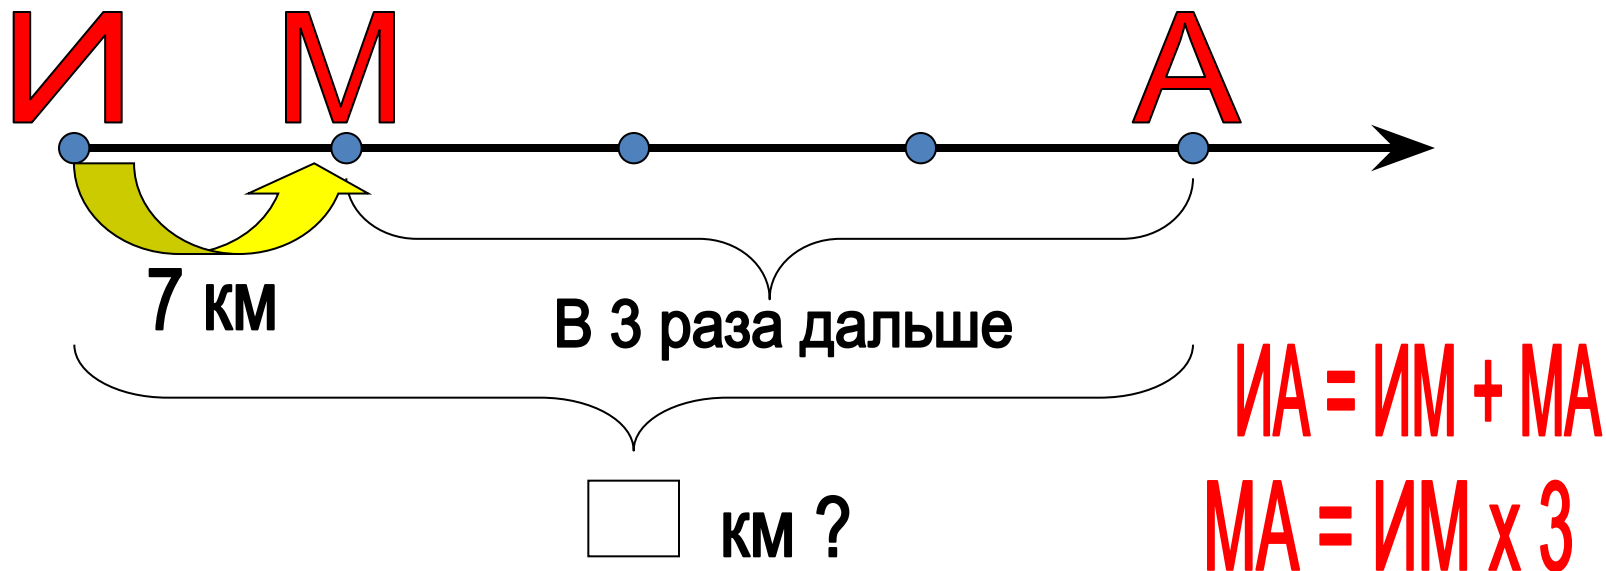 И М А
7 км
В 3 раза дальше
ИА = ИМ + МА
км ?
МА = ИМ х 3